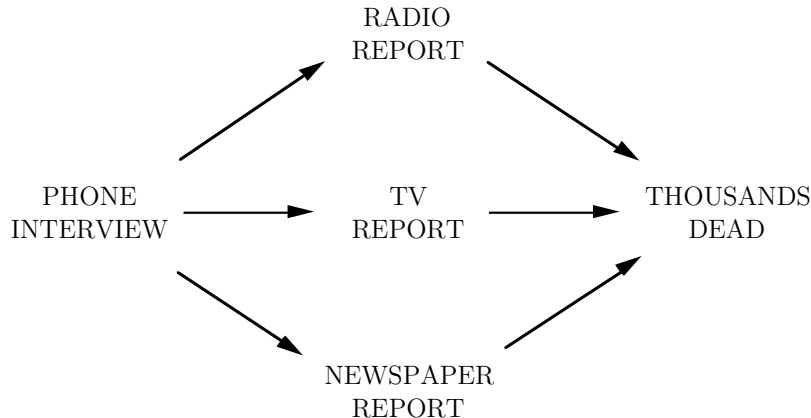 RADIO
REPORT
PHONE
INTERVIEW
TV
REPORT
THOUSANDS
DEAD
NEWSPAPER
REPORT